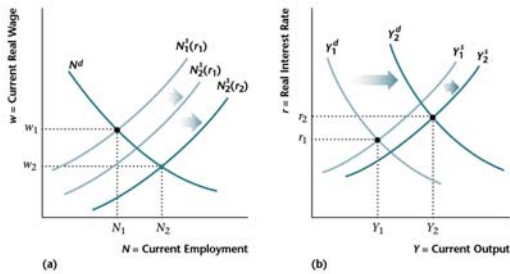 w = Current Real Wage
N^d
N_1^s(r_1)
N_2^s(r_1)
N_2^s(r_2)
w_1
w_2
N_1
N_2
(a)
N = Current Employment
r = Real Interest Rate
Y_1^d
Y_2^d
Y_1^s
Y_2^s
r_2
r_1
Y_1
Y_2
(b)
Y = Current Output